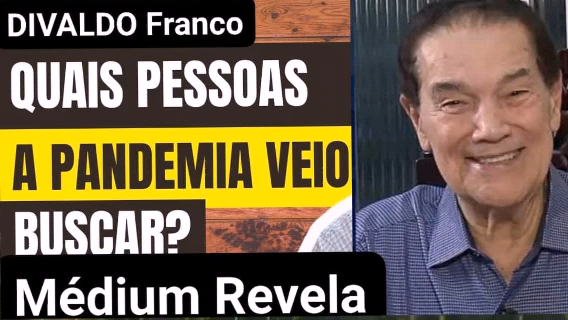 DIVALDO Franco
QUAIS PESSOAS
A PANDEMIA VEIO
BUSCAR?
Médium Revela